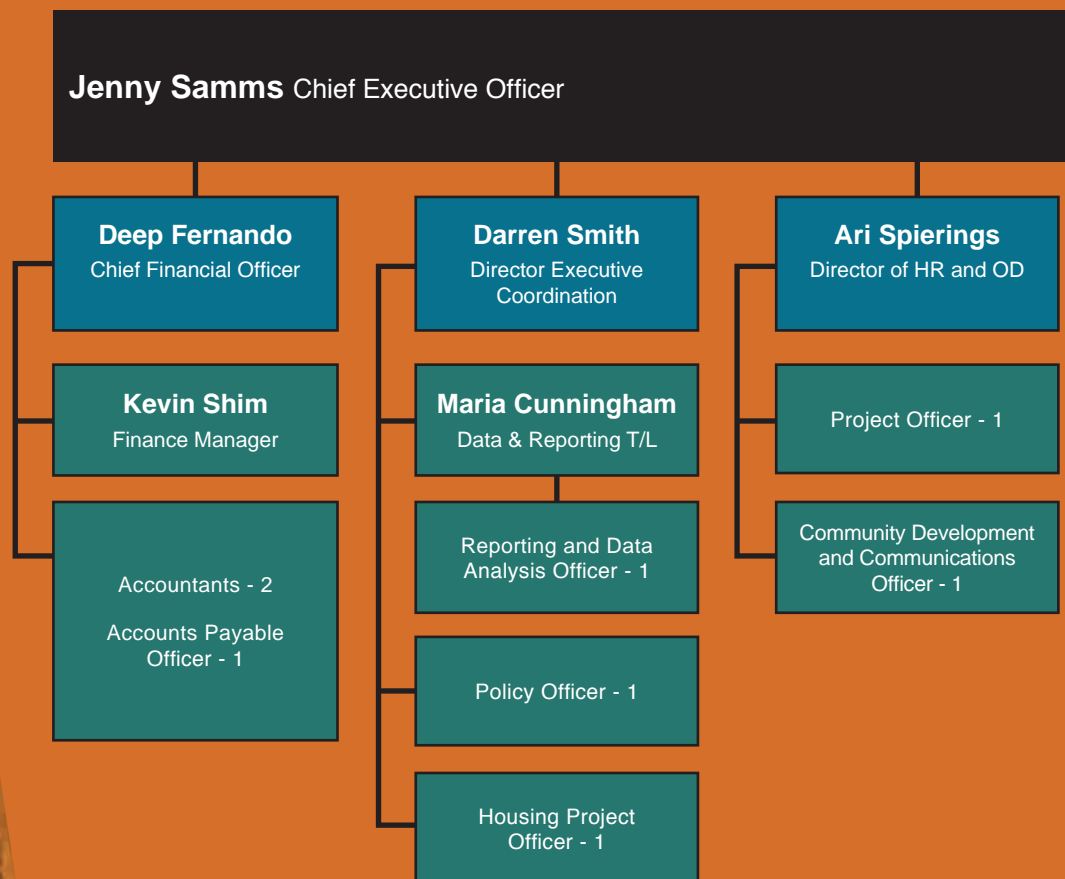 Jenny Samms Chief Executive Officer
Deep Fernando
Chief Financial Officer
Kevin Shim
Finance Manager
Accountants - 2
Accounts Payable
Officer - 1
Darren Smith
Director Executive
Coordination
Maria Cunningham
Data & Reporting T/L
Reporting and Data
Analysis Officer - 1
Policy Officer - 1
Housing Project
Officer - 1
Ari Spierings
Director of HR and OD
Project Officer - 1
Community Development
and Communications
Officer - 1